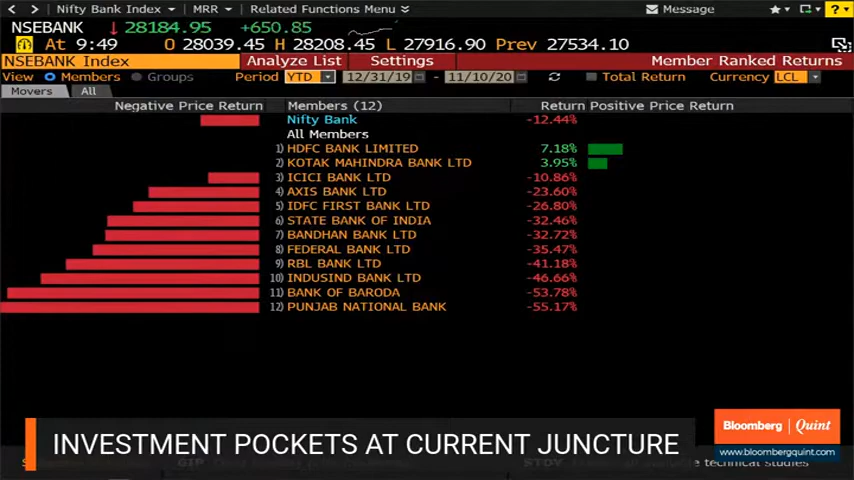 < > Nifty Bank Index MRR Related Functions Menu Message
NSEBANK ↓ 28184.95 +650.85
At 9:49 O 28039.45 H 28208.45 L 27916.90 Prev 27534.10
NSEBANK Index Analyze List Settings Member Ranked Returns
View Members Groups Period YTD 12/31/19 - 11/10/20 Total Return Currency LCL
Movers All
Negative Price Return Members (12) Return Positive Price Return
Nifty Bank -12.44%
All Members
1) HDFC BANK LIMITED 7.18%
2) KOTAK MAHINDRA BANK LTD 3.95%
3) ICICI BANK LTD -10.86%
4) AXIS BANK LTD -23.60%
5) IDFC FIRST BANK LTD -26.80%
6) STATE BANK OF INDIA -32.46%
7) BANDHAN BANK LTD -32.72%
8) FEDERAL BANK LTD -35.47%
9) RBL BANK LTD -41.18%
10) INDUSIND BANK LTD -46.66%
11) BANK OF BARODA -53.78%
12) PUNJAB NATIONAL BANK -55.17%
Bloomberg | Quint
INVESTMENT POCKETS AT CURRENT JUNCTURE
www.bloombergquint.com
technical studies